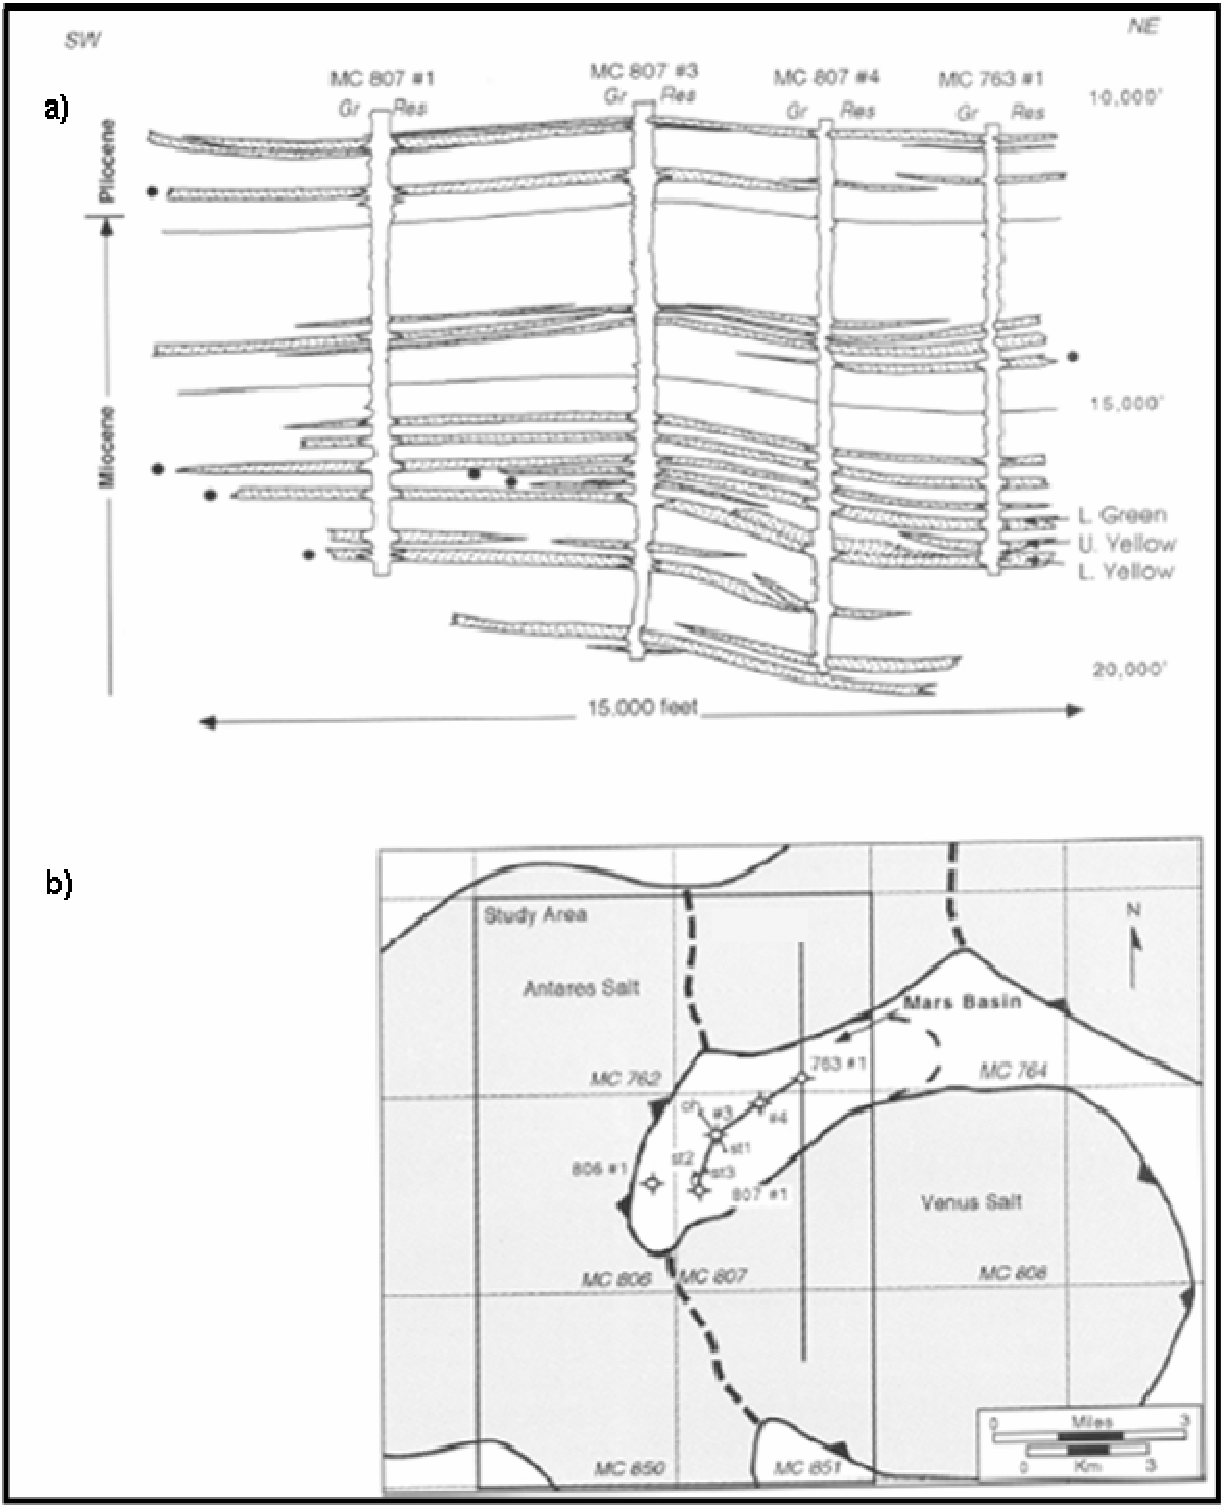 SW
NE
a)
MC 807 #1
MC 807 #3
MC 807 #4
MC 763 #1
Gr Res
Gr Res
Gr Res
Gr Res
10,000'
Pliocene
Miocene
15,000'
L. Green
U. Yellow
L. Yellow
20,000'
15,000 feet
b)
Study Area
N
Antares Salt
Mars Basin
763 #1
MC 762
MC 764
ch
#3
#4
st1
st2
st3
806 #1
807 #1
Venus Salt
MC 806
MC 807
MC 808
0 Miles 3
0 Km 3
MC 850
MC 851